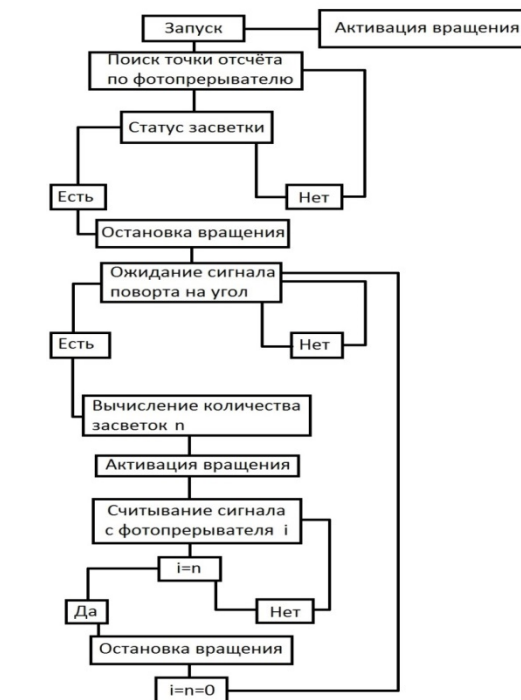 Запуск
Активация вращения
Поиск точки отсчёта
по фотопрерывателю
Статус засветки
Есть
Нет
Остановка вращения
Ожидание сигнала
поворта на угол
Есть
Нет
Вычисление количества
засветок n
Активация вращения
Считывание сигнала
с фотопрерывателя i
i=n
Да
Нет
Остановка вращения
i=n=0